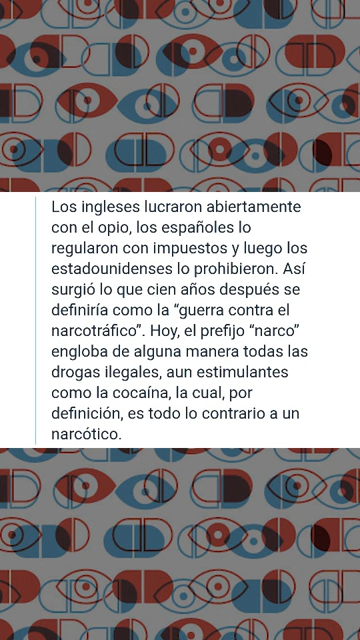 Los ingleses lucraron abiertamente
con el opio, los españoles lo
regularon con impuestos y luego los
estadounidenses lo prohibieron. Así
surgió lo que cien años después se
definiría como la “guerra contra el
narcotráfico”. Hoy, el prefijo “narco”
engloba de alguna manera todas las
drogas ilegales, aun estimulantes
como la cocaína, la cual, por
definición, es todo lo contrario a un
narcótico.